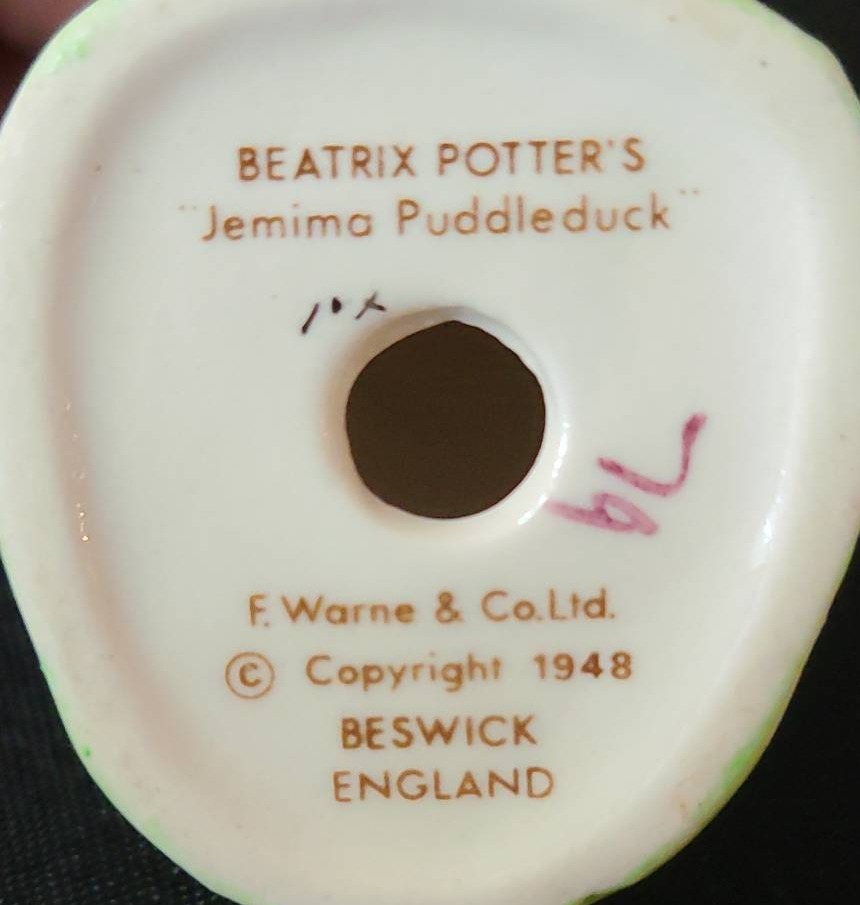 BEATRIX POTTER'S
"Jemima Puddleduck"
F. Warne & Co.Ltd.
© Copyright 1948
BESWICK
ENGLAND